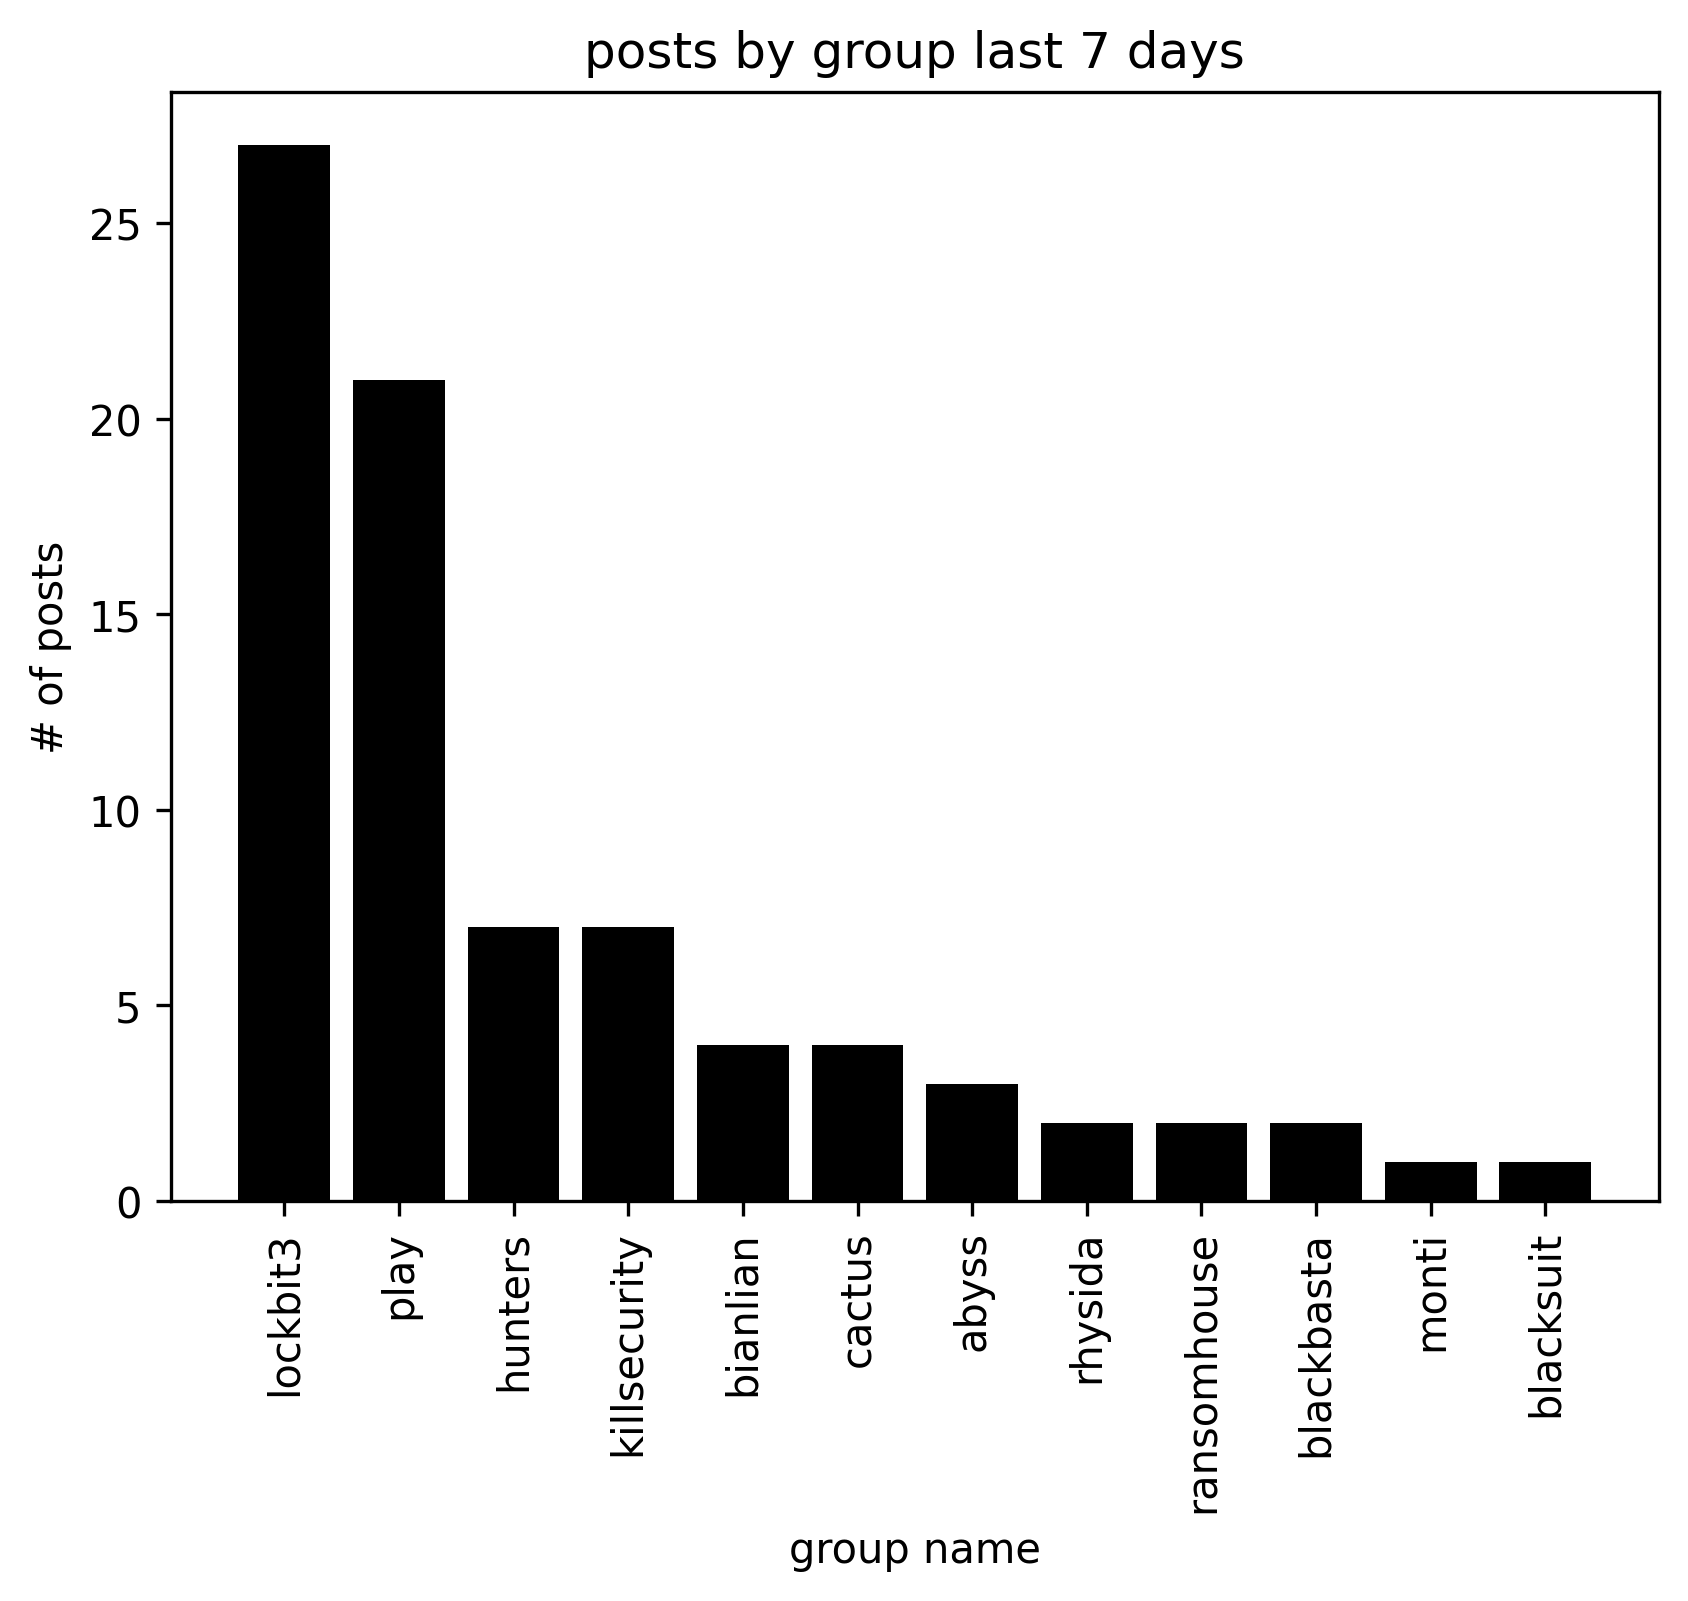 posts by group last 7 days
# of posts
25
20
15
10
5
0
lockbit3
play
hunters
killsecurity
bianlian
cactus
abyss
rhysida
ransomhouse
blackbasta
monti
blacksuit
group name